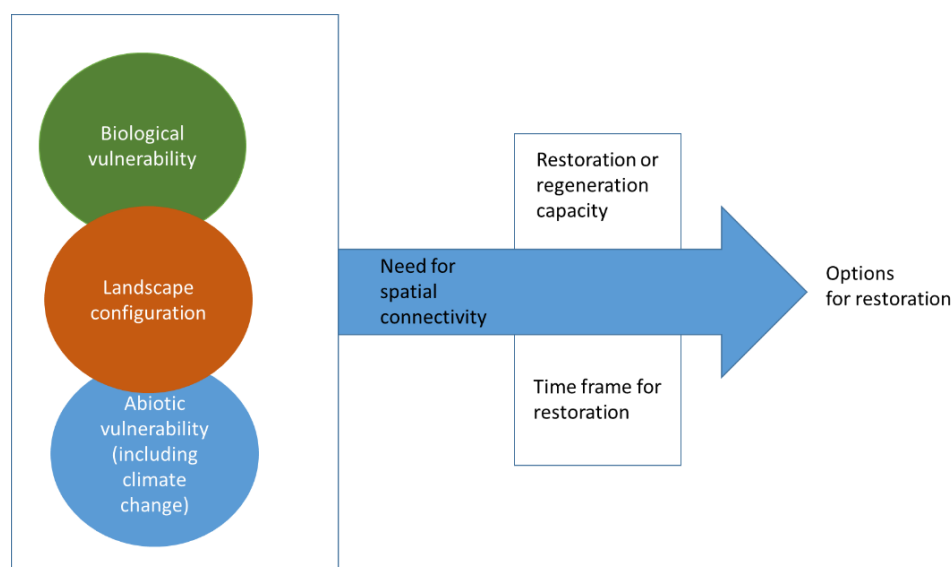 Biological
vulnerability
Landscape
configuration
Abiotic
vulnerability
(including
climate
change)
Need for
spatial
connectivity
Restoration or
regeneration
capacity
Time frame for
restoration
Options
for restoration